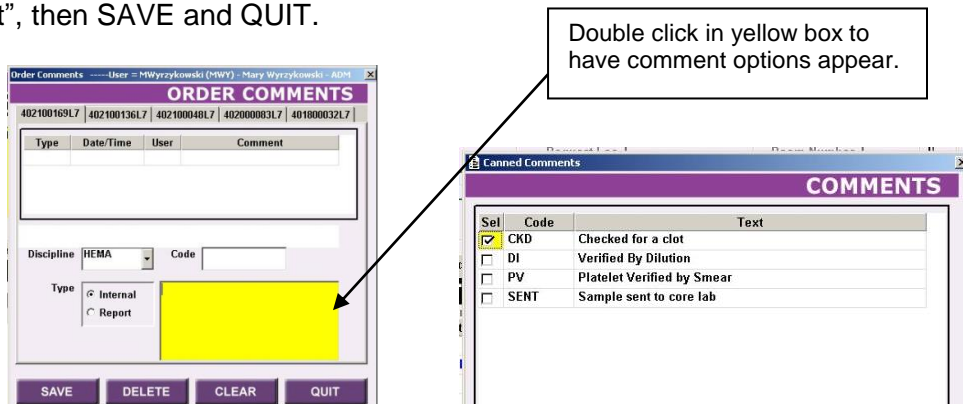 t”, then SAVE and QUIT.
Double click in yellow box to
have comment options appear.
Order Comments -----User = MWyrzykowski (MWY) - Mary Wyrzykowski - ADM
ORDER COMMENTS
402100169L7 402100136L7 402100048L7 402000083L7 401800032L7
Type Date/Time User Comment
Discipline HEMA Code
Type Internal
Report
SAVE DELETE CLEAR QUIT
Canned Comments
COMMENTS
Sel Code Text
CKD Checked for a clot
DI Verified By Dilution
PV Platelet Verified by Smear
SENT Sample sent to core lab